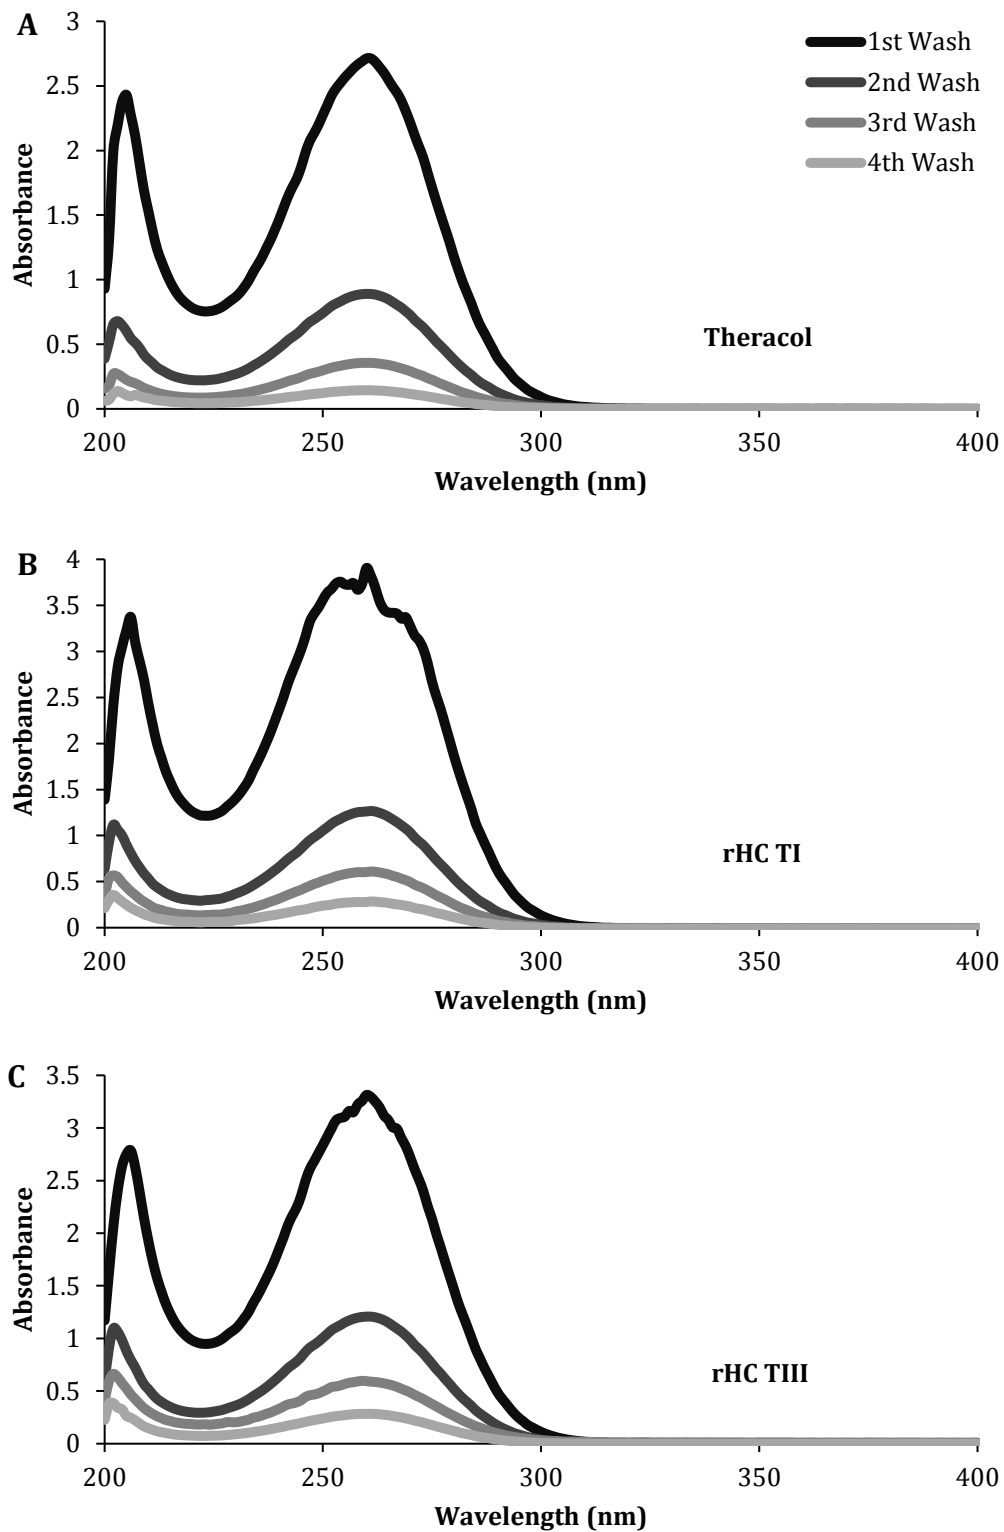 A
3
2.5
2
1.5
1
0.5
0
Absorbance
1st Wash
2nd Wash
3rd Wash
4th Wash
Theracol
200 250 300 350 400
Wavelength (nm)
B
4
3.5
3
2.5
2
1.5
1
0.5
0
Absorbance
rHC TI
200 250 300 350 400
Wavelength (nm)
C
3.5
3
2.5
2
1.5
1
0.5
0
Absorbance
rHC TIII
200 250 300 350 400
Wavelength (nm)